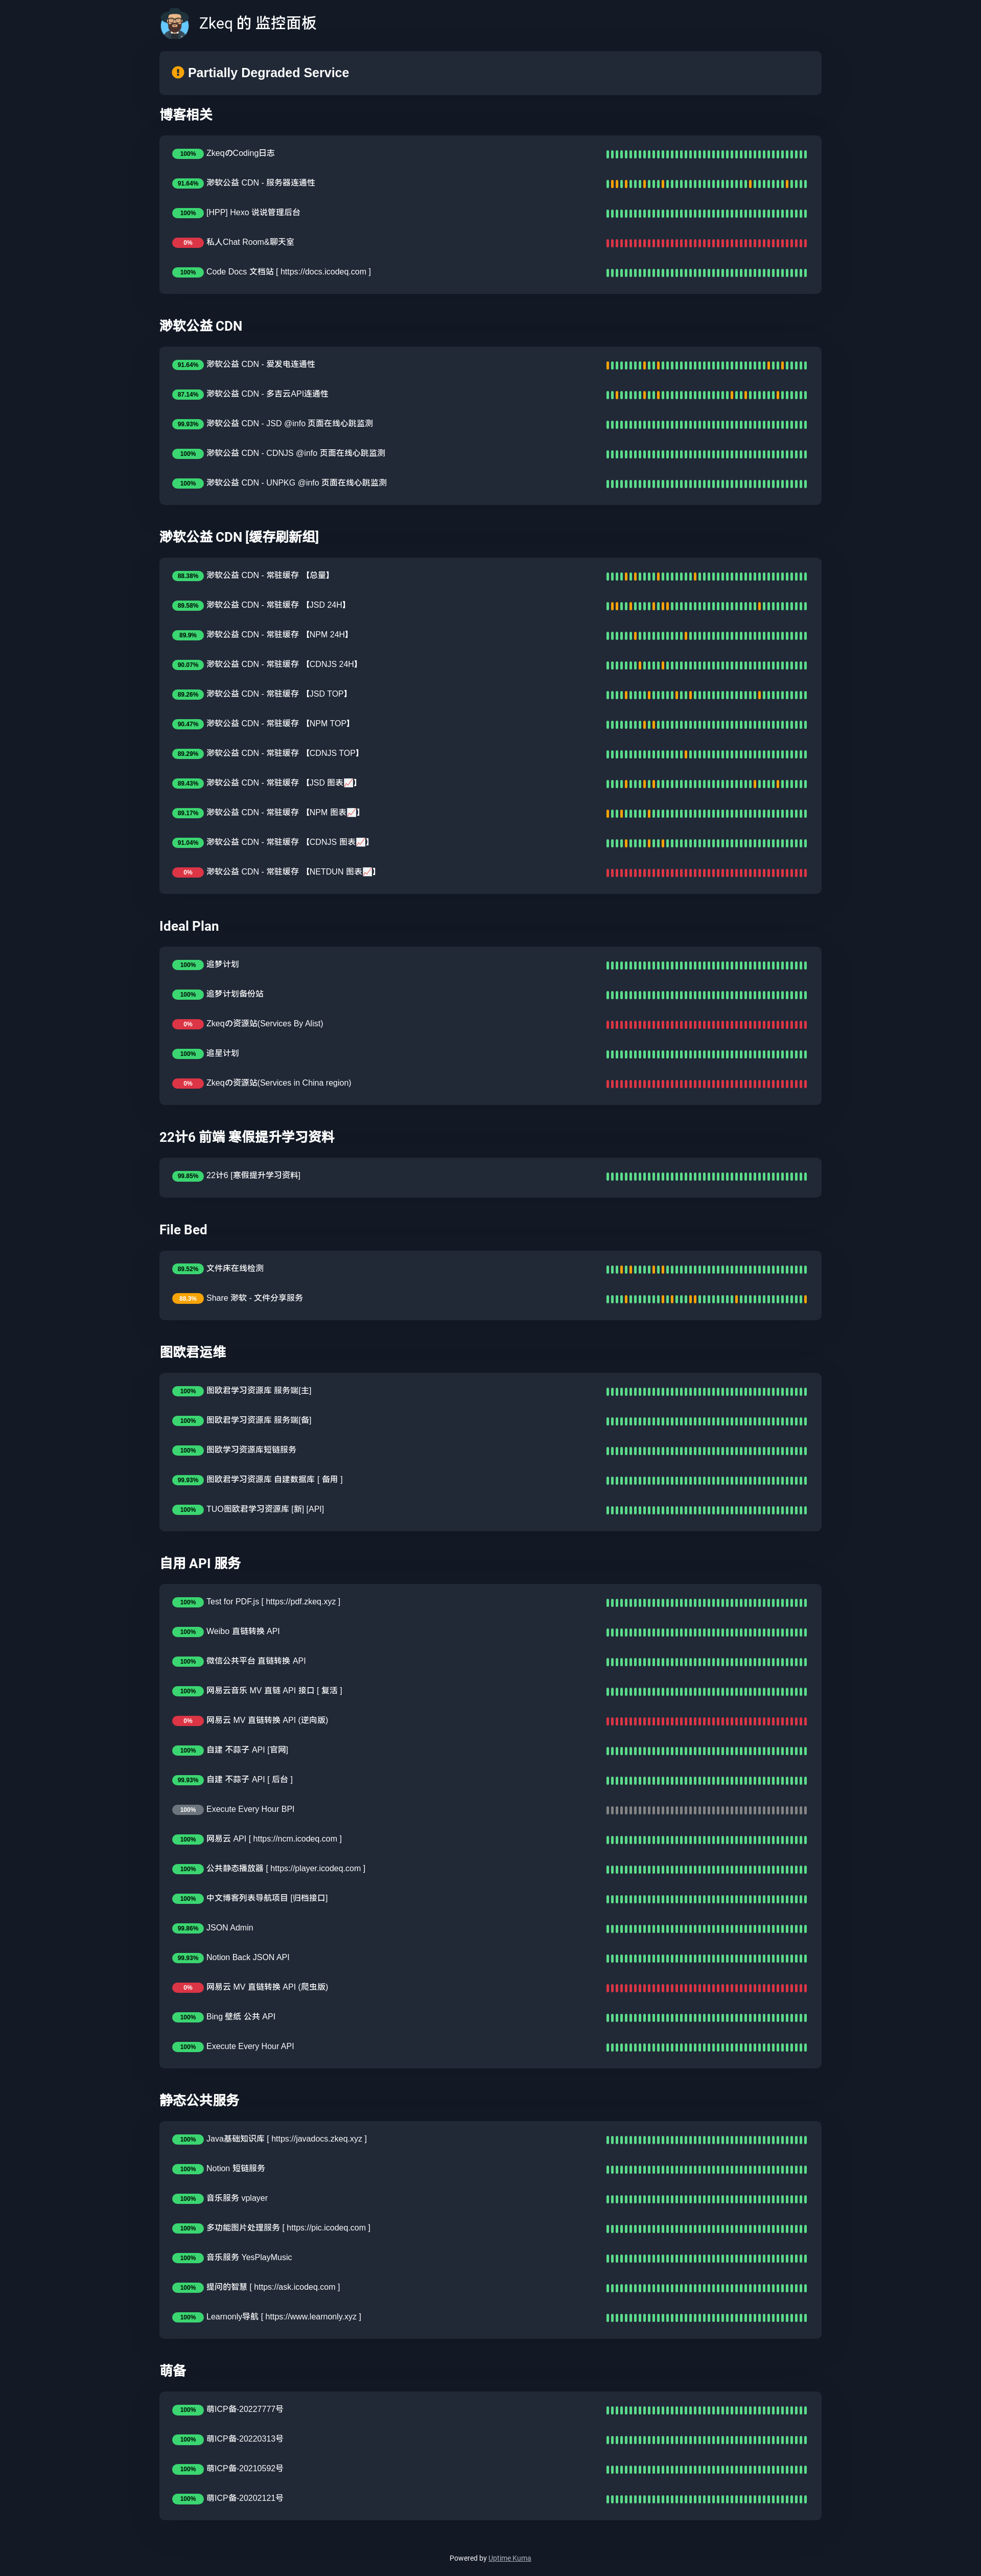 Zkeq 的 监控面板
Partially Degraded Service
博客相关
100% ZkeqのCoding日志
91.64% 渺软公益 CDN - 服务器连通性
100% [HPP] Hexo 说说管理后台
0% 私人Chat Room&聊天室
100% Code Docs 文档站 [ https://docs.icodeq.com ]
渺软公益 CDN
91.64% 渺软公益 CDN - 爱发电连通性
87.14% 渺软公益 CDN - 多吉云API连通性
99.93% 渺软公益 CDN - JSD @info 页面在线心跳监测
100% 渺软公益 CDN - CDNJS @info 页面在线心跳监测
100% 渺软公益 CDN - UNPKG @info 页面在线心跳监测
渺软公益 CDN [缓存刷新组]
88.38% 渺软公益 CDN - 常驻缓存 【总量】
89.58% 渺软公益 CDN - 常驻缓存 【JSD 24H】
89.9% 渺软公益 CDN - 常驻缓存 【NPM 24H】
90.07% 渺软公益 CDN - 常驻缓存 【CDNJS 24H】
89.26% 渺软公益 CDN - 常驻缓存 【JSD TOP】
90.47% 渺软公益 CDN - 常驻缓存 【NPM TOP】
89.29% 渺软公益 CDN - 常驻缓存 【CDNJS TOP】
89.43% 渺软公益 CDN - 常驻缓存 【JSD 图表📈】
89.17% 渺软公益 CDN - 常驻缓存 【NPM 图表📈】
91.04% 渺软公益 CDN - 常驻缓存 【CDNJS 图表📈】
0% 渺软公益 CDN - 常驻缓存 【NETDUN 图表📈】
Ideal Plan
100% 追梦计划
100% 追梦计划备份站
0% Zkeqの资源站(Services By Alist)
100% 追星计划
0% Zkeqの资源站(Services in China region)
22计6 前端 寒假提升学习资料
99.85% 22计6 [寒假提升学习资料]
File Bed
89.52% 文件床在线检测
88.3% Share 渺软 - 文件分享服务
图欧君运维
100% 图欧君学习资源库 服务端[主]
100% 图欧君学习资源库 服务端[备]
100% 图欧学习资源库短链服务
99.93% 图欧君学习资源库 自建数据库 [ 备用 ]
100% TUO图欧君学习资源库 [新] [API]
自用 API 服务
100% Test for PDF.js [ https://pdf.zkeq.xyz ]
100% Weibo 直链转换 API
100% 微信公共平台 直链转换 API
100% 网易云音乐 MV 直链 API 接口 [ 复活 ]
0% 网易云 MV 直链转换 API (逆向版)
100% 自建 不蒜子 API [官网]
99.93% 自建 不蒜子 API [ 后台 ]
100% Execute Every Hour BPI
100% 网易云 API [ https://ncm.icodeq.com ]
100% 公共静态播放器 [ https://player.icodeq.com ]
100% 中文博客列表导航项目 [归档接口]
99.86% JSON Admin
99.93% Notion Back JSON API
0% 网易云 MV 直链转换 API (爬虫版)
100% Bing 壁纸 公共 API
100% Execute Every Hour API
静态公共服务
100% Java基础知识库 [ https://javadocs.zkeq.xyz ]
100% Notion 短链服务
100% 音乐服务 vplayer
100% 多功能图片处理服务 [ https://pic.icodeq.com ]
100% 音乐服务 YesPlayMusic
100% 提问的智慧 [ https://ask.icodeq.com ]
100% Learnonly导航 [ https://www.learnonly.xyz ]
萌备
100% 萌ICP备-20227777号
100% 萌ICP备-20220313号
100% 萌ICP备-20210592号
100% 萌ICP备-20202121号
Powered by Uptime Kuma